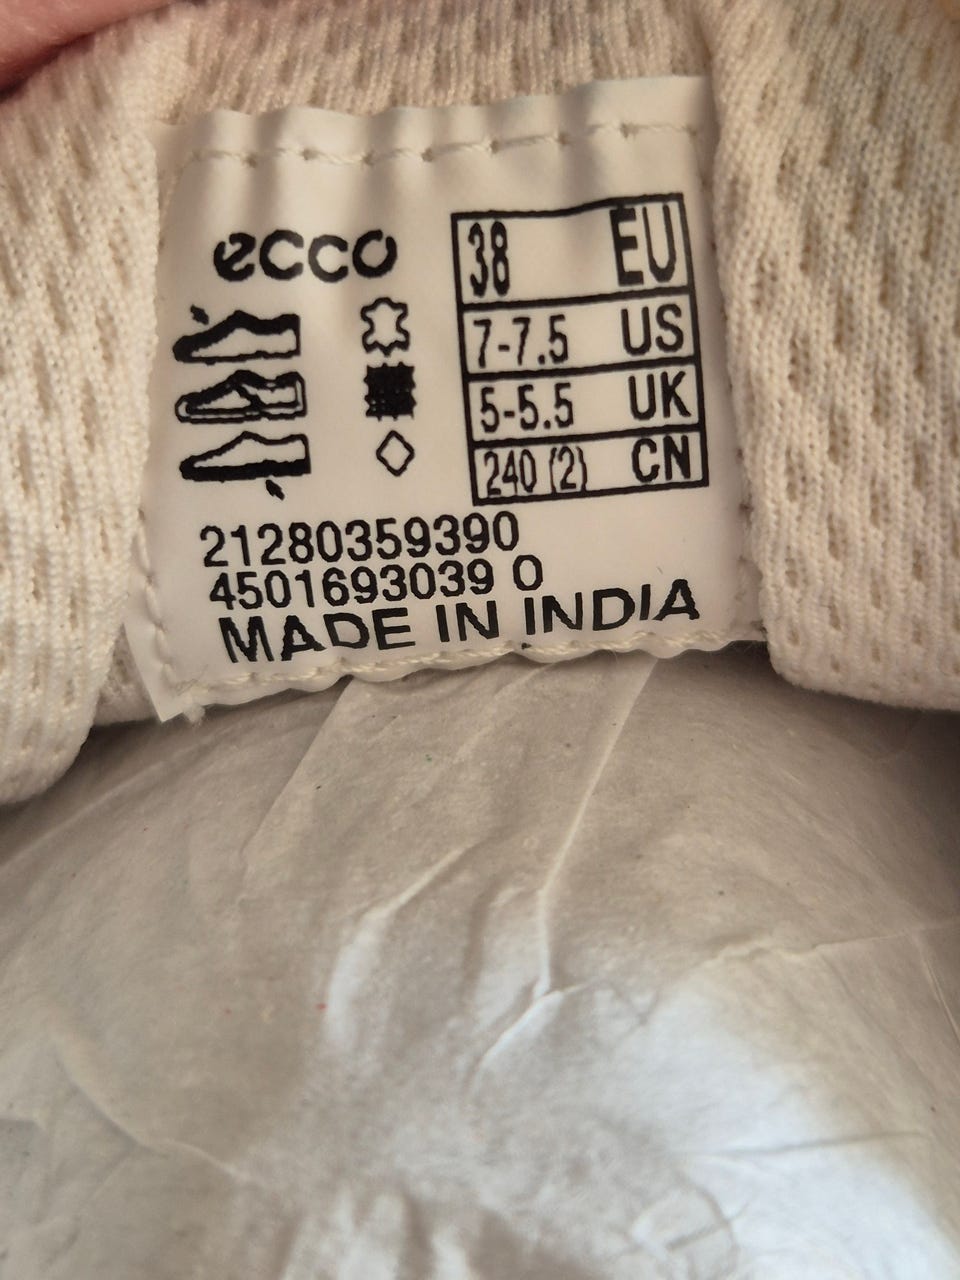 ecco
38 EU
7-7.5 US
5-5.5 UK
240 (2) CN
21280359390
4501693039 O
MADE IN INDIA